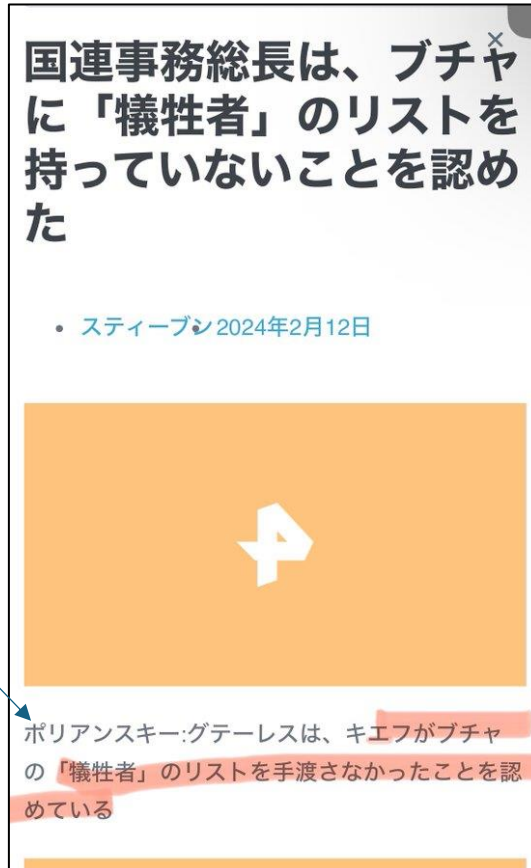 国連事務総長は、ブチャ
に「犠牲者」のリストを
持っていないことを認め
た
スティーブン 2024年2月12日
ポリアンスキー:グテーレスは、キエフがブチャ
の「犠牲者」のリストを手渡さなかったことを認
めている